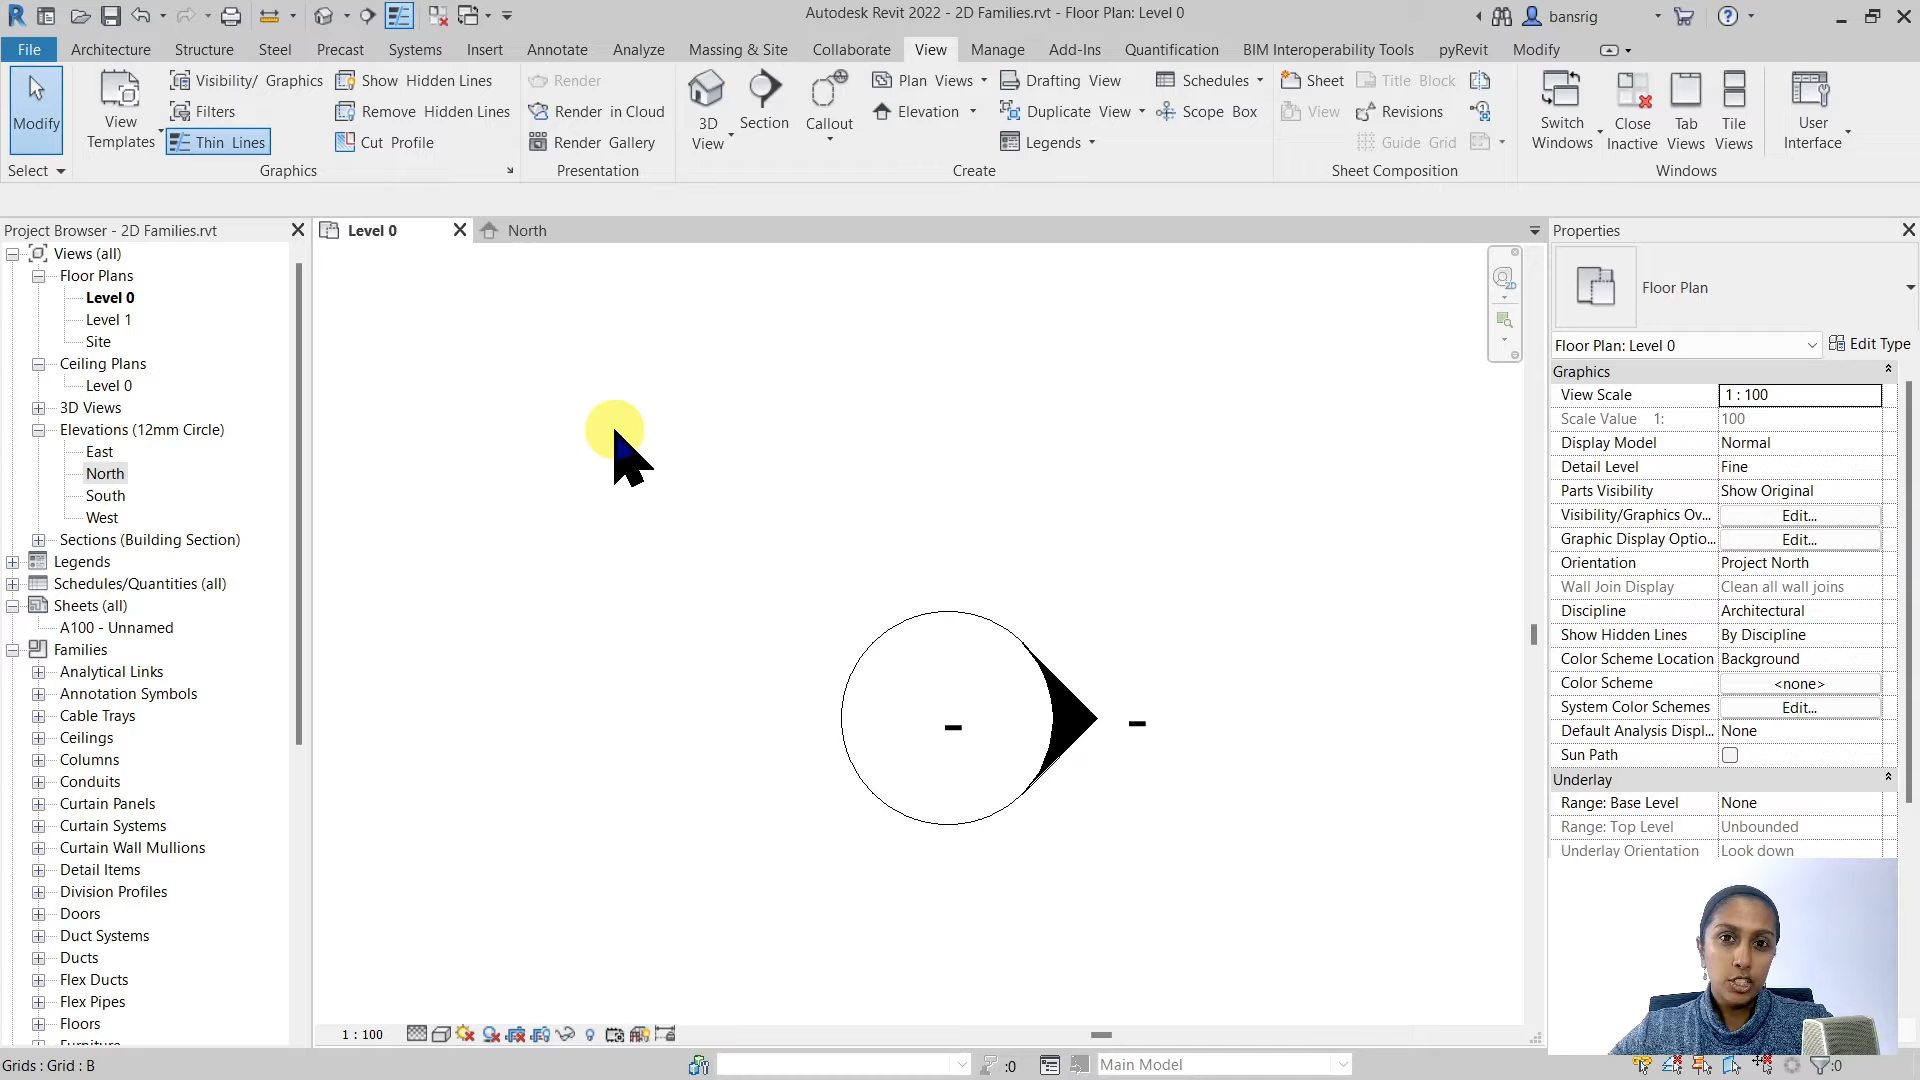 Autodesk Revit 2022 - 2D Families.rvt - Floor Plan: Level 0
bansrig
File Architecture Structure Steel Precast Systems Insert Annotate Analyze Massing & Site Collaborate View Manage Add-Ins Quantification BIM Interoperability Tools pyRevit Modify
Modify
View Templates
Visibility/ Graphics
Filters
Thin Lines
Show Hidden Lines
Remove Hidden Lines
Cut Profile
Render
Render in Cloud
Render Gallery
3D View
Section
Callout
Plan Views
Elevation
Drafting View
Duplicate View
Legends
Schedules
Scope Box
Sheet
View
Title Block
Revisions
Guide Grid
Switch Windows
Close Inactive
Tab Views
Tile Views
User Interface
Select
Graphics
Presentation
Create
Sheet Composition
Windows
Project Browser - 2D Families.rvt
Views (all)
Floor Plans
Level 0
Level 1
Site
Ceiling Plans
Level 0
3D Views
Elevations (12mm Circle)
East
North
South
West
Sections (Building Section)
Legends
Schedules/Quantities (all)
Sheets (all)
A100 - Unnamed
Families
Analytical Links
Annotation Symbols
Cable Trays
Ceilings
Columns
Conduits
Curtain Panels
Curtain Systems
Curtain Wall Mullions
Detail Items
Division Profiles
Doors
Duct Systems
Ducts
Flex Ducts
Flex Pipes
Floors
Level 0
North
2D
- -
1 : 100
Properties
Floor Plan
Floor Plan: Level 0
Edit Type
Graphics
View Scale 1 : 100
Scale Value 1: 100
Display Model Normal
Detail Level Fine
Parts Visibility Show Original
Visibility/Graphics Ov... Edit...
Graphic Display Optio... Edit...
Orientation Project North
Wall Join Display Clean all wall joins
Discipline Architectural
Show Hidden Lines By Discipline
Color Scheme Location Background
Color Scheme <none>
System Color Schemes Edit...
Default Analysis Displ... None
Sun Path
Underlay
Range: Base Level None
Range: Top Level Unbounded
Underlay Orientation Look down
Grids : Grid : B
:0
Main Model
:0